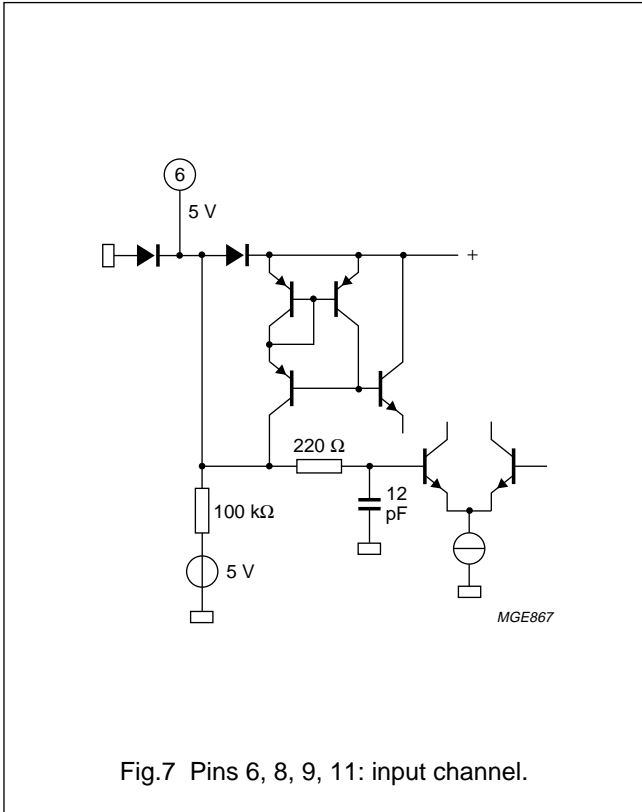 6
5 V
+
220 Ω
12
pF
100 kΩ
5 V
MGE867
Fig.7 Pins 6, 8, 9, 11: input channel.